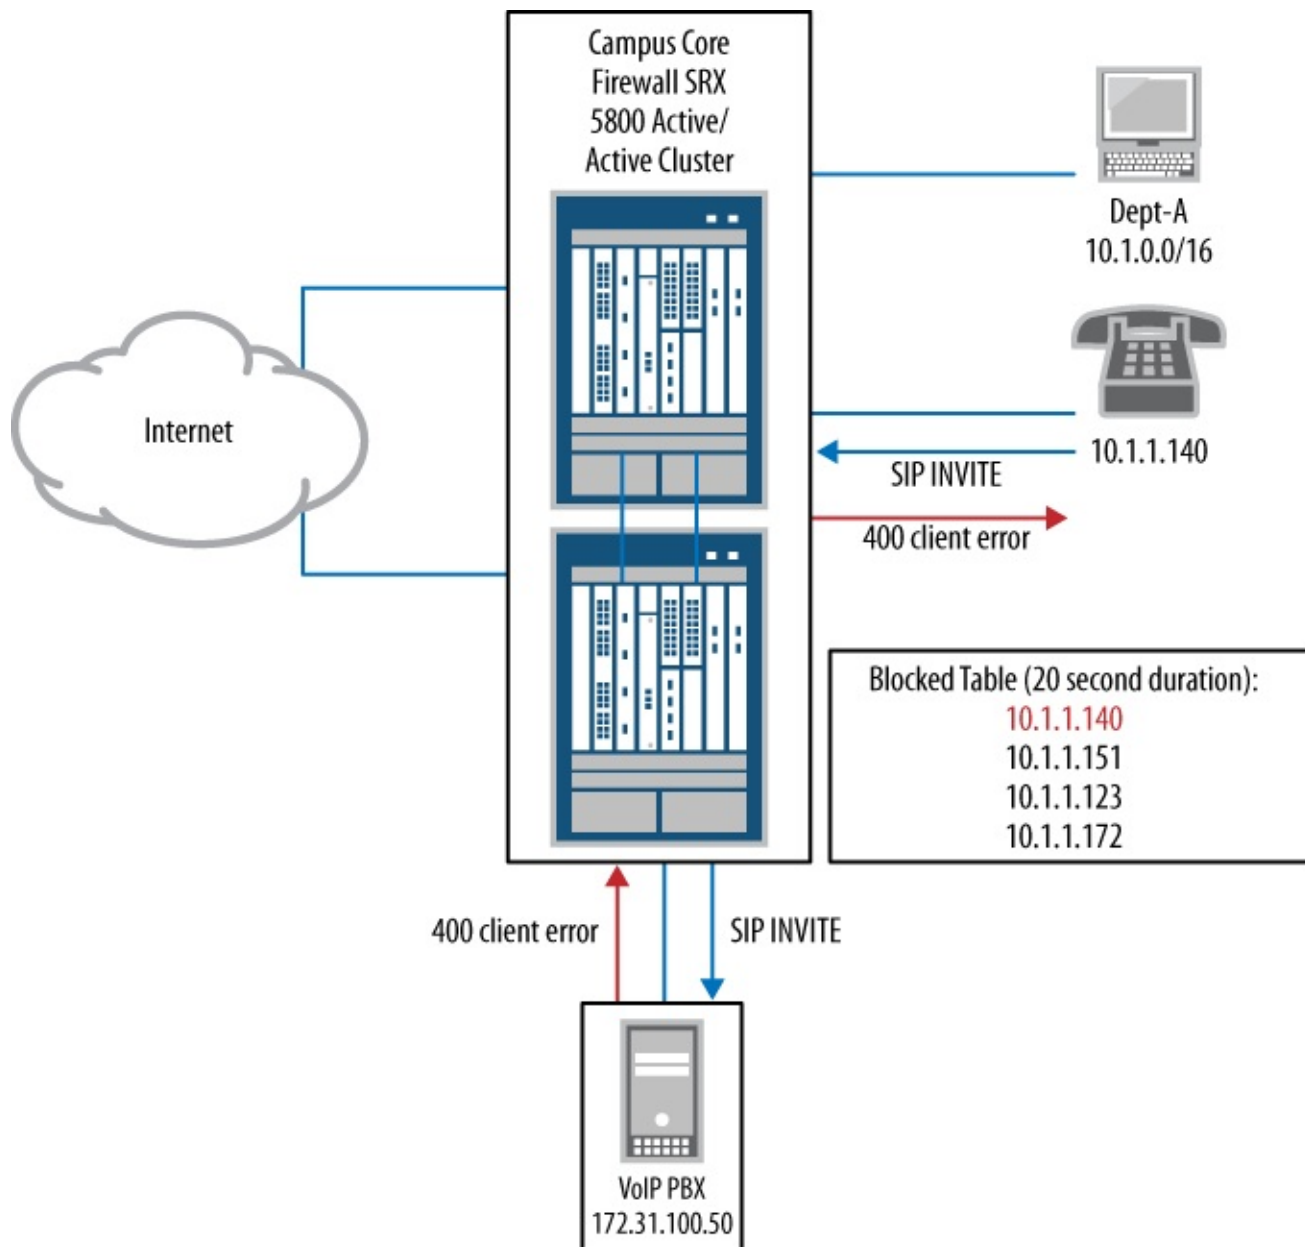 Campus Core
Firewall SRX
5800 Active/
Active Cluster
Dept-A
10.1.0.0/16
Internet
10.1.1.140
SIP INVITE
400 client error
Blocked Table (20 second duration):
10.1.1.140
10.1.1.151
10.1.1.123
10.1.1.172
400 client error
SIP INVITE
VoIP PBX
172.31.100.50